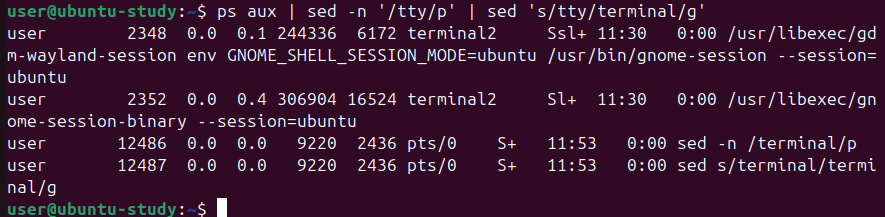 user@ubuntu-study:~$ ps aux | sed -n '/tty/p' | sed 's/tty/terminal/g'
user        2348  0.0  0.1 244336  6172 terminal2     Ssl+ 11:30   0:00 /usr/libexec/gd
m-wayland-session env GNOME_SHELL_SESSION_MODE=ubuntu /usr/bin/gnome-session --session=
ubuntu
user        2352  0.0  0.4 306904 16524 terminal2     Sl+  11:30   0:00 /usr/libexec/gn
ome-session-binary --session=ubuntu
user       12486  0.0  0.0   9220  2436 pts/0    S+   11:53   0:00 sed -n /terminal/p
user       12487  0.0  0.0   9220  2436 pts/0    S+   11:53   0:00 sed s/terminal/termi
nal/g
user@ubuntu-study:~$